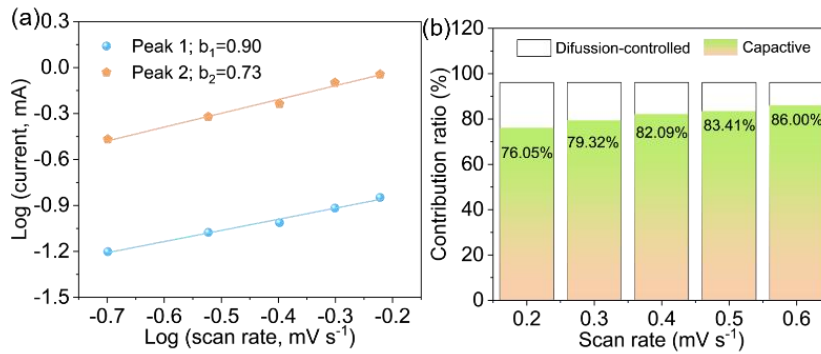 (a)
0.3
0.0
-0.3
-0.6
-0.9
-1.2
-1.5
Log (current, mA)
Peak 1; b1=0.90
Peak 2; b2=0.73
-0.7 -0.6 -0.5 -0.4 -0.3 -0.2
Log (scan rate, mV s-1)
(b)
120
100
80
60
40
20
0
Contribution ratio (%)
Difussion-controlled Capactive
76.05% 79.32% 82.09% 83.41% 86.00%
0.2 0.3 0.4 0.5 0.6
Scan rate (mV s-1)